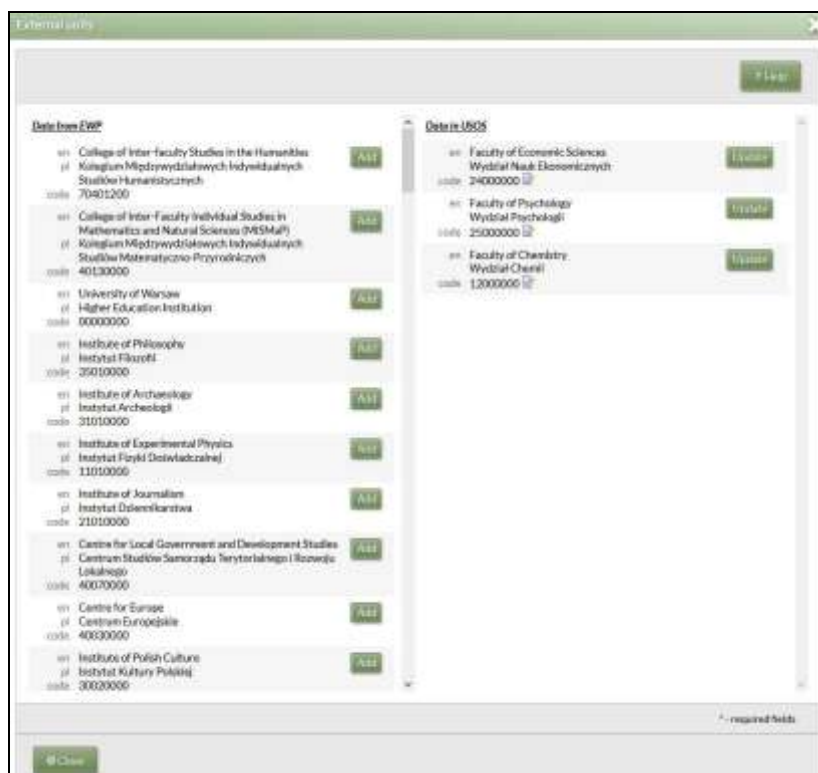 External units
Data from EWP
en College of Inter-faculty Studies in the Humanities
pl Kolegium Międzywydziałowych Indywidualnych
Studiów Humanistycznych
code 70401200
Add
en College of Inter-Faculty Individual Studies in
Mathematics and Natural Sciences (MISMaP)
pl Kolegium Międzywydziałowych Indywidualnych
Studiów Matematyczno-Przyrodniczych
code 40130000
Add
en University of Warsaw
pl Higher Education Institution
code 00000000
Add
en Institute of Philosophy
pl Instytut Filozofii
code 35010000
Add
en Institute of Archaeology
pl Instytut Archeologii
code 31010000
Add
en Institute of Experimental Physics
pl Instytut Fizyki Doświadczalnej
code 11010000
Add
en Institute of Journalism
pl Instytut Dziennikarstwa
code 21010000
Add
en Centre for Local Government and Development Studies
pl Centrum Studiów Samorządu Terytorialnego i Rozwoju
Lokalnego
code 40070000
Add
en Centre for Europe
pl Centrum Europejskie
code 40030000
Add
en Institute of Polish Culture
pl Instytut Kultury Polskiej
code 30020000
Add
Data in USOS
en Faculty of Economic Sciences
Wydział Nauk Ekonomicznych
code 24000000
Update
en Faculty of Psychology
Wydział Psychologii
code 25000000
Update
en Faculty of Chemistry
Wydział Chemii
code 12000000
Update
* - required fields
Close